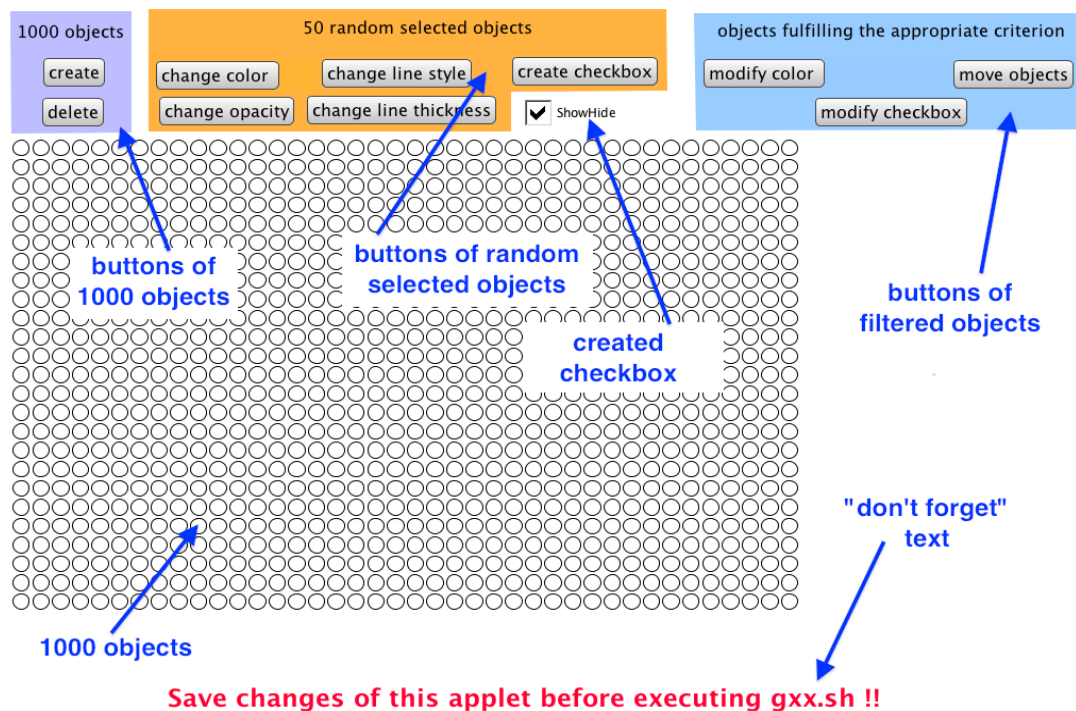 1000 objects
create
delete
50 random selected objects
change color
change line style
create checkbox
change opacity
change line thickness
ShowHide
objects fulfilling the appropriate criterion
modify color
move objects
modify checkbox
buttons of
1000 objects
buttons of random
selected objects
created
checkbox
buttons of
filtered objects
"don't forget"
text
1000 objects
Save changes of this applet before executing gxx.sh !!